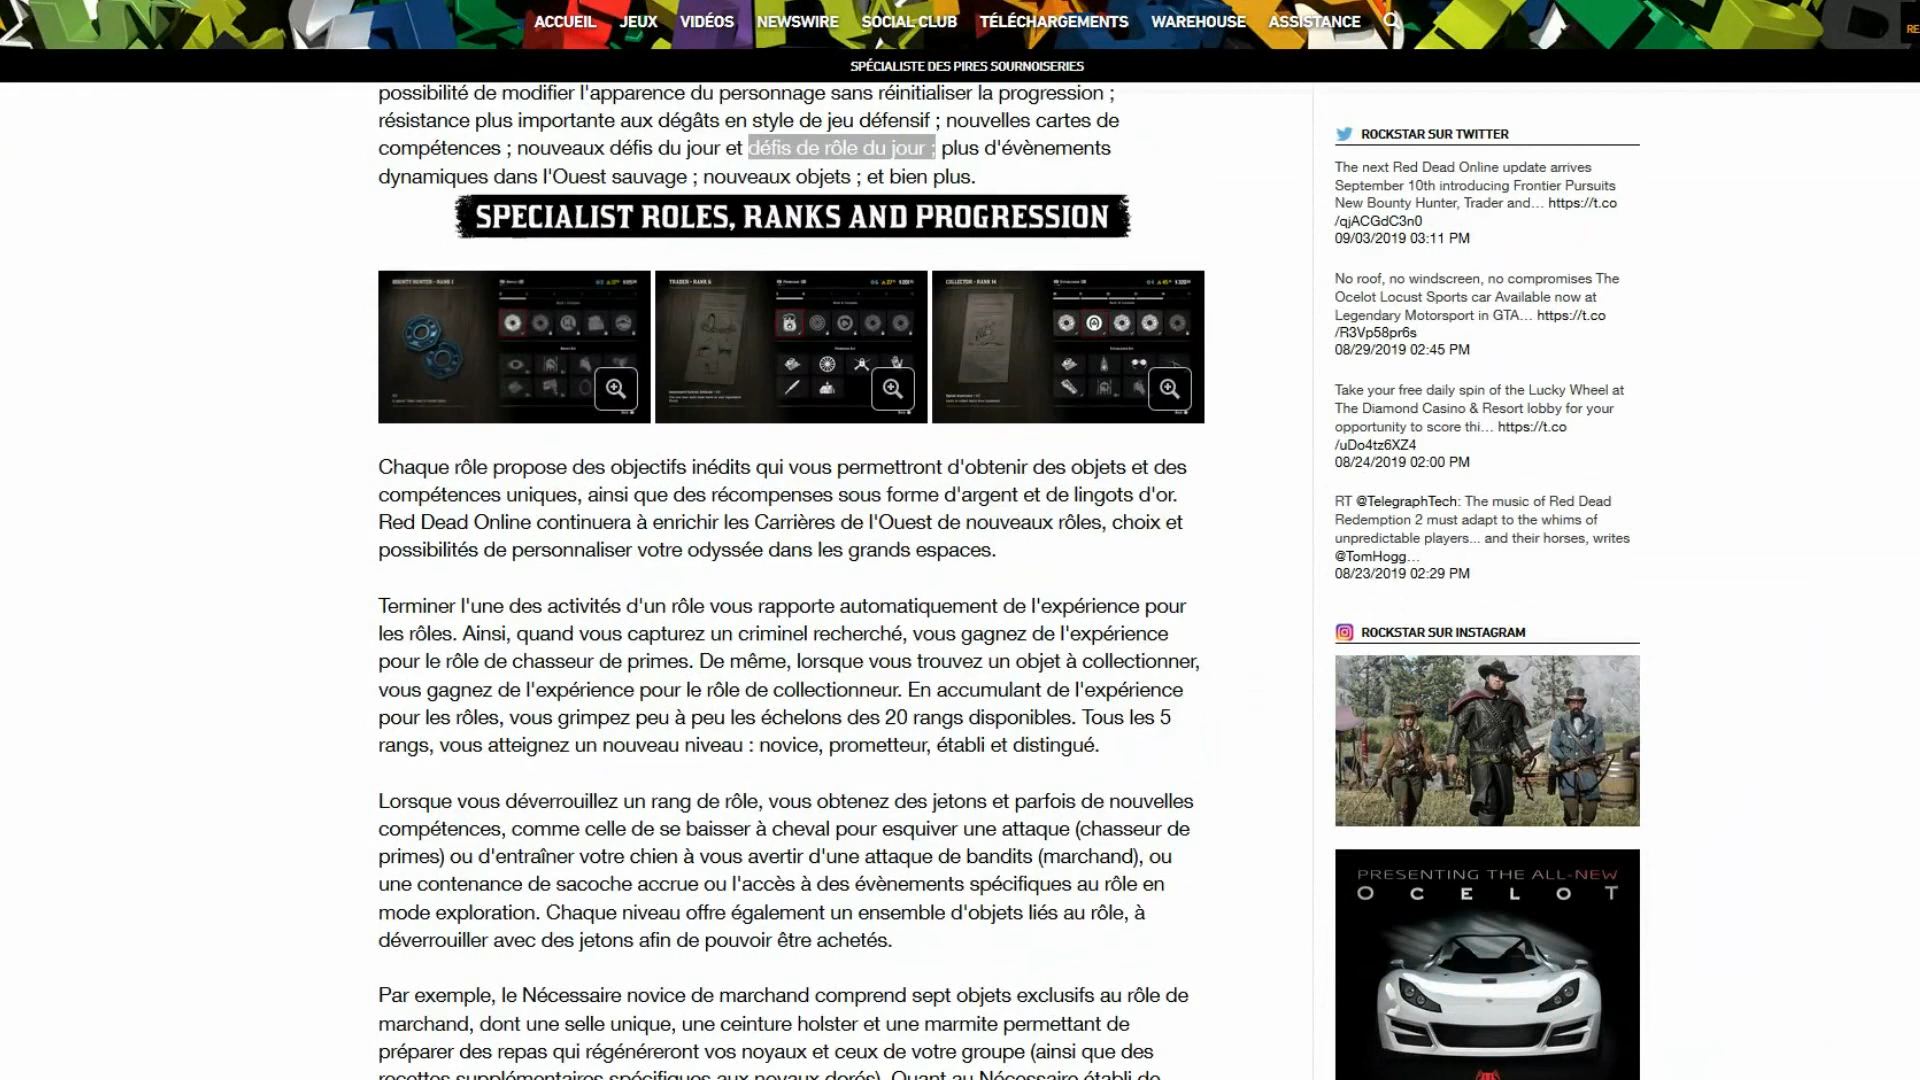 ACCUEIL JEUX VIDÉOS NEWSWIRE SOCIAL CLUB TÉLÉCHARGEMENTS WAREHOUSE ASSISTANCE
SPÉCIALISTE DES PIRES SOURNOISERIES
possibilité de modifier l'apparence du personnage sans réinitialiser la progression ;
résistance plus importante aux dégâts en style de jeu défensif ; nouvelles cartes de
compétences ; nouveaux défis du jour et défis de rôle du jour ; plus d'évènements
dynamiques dans l'Ouest sauvage ; nouveaux objets ; et bien plus.
SPECIALIST ROLES, RANKS AND PROGRESSION
BOUNTY HUNTER - RANK 1
TRADER - RANK 6
COLLECTOR - RANK 14
Chaque rôle propose des objectifs inédits qui vous permettront d'obtenir des objets et des
compétences uniques, ainsi que des récompenses sous forme d'argent et de lingots d'or.
Red Dead Online continuera à enrichir les Carrières de l'Ouest de nouveaux rôles, choix et
possibilités de personnaliser votre odyssée dans les grands espaces.
Terminer l'une des activités d'un rôle vous rapporte automatiquement de l'expérience pour
les rôles. Ainsi, quand vous capturez un criminel recherché, vous gagnez de l'expérience
pour le rôle de chasseur de primes. De même, lorsque vous trouvez un objet à collectionner,
vous gagnez de l'expérience pour le rôle de collectionneur. En accumulant de l'expérience
pour les rôles, vous grimpez peu à peu les échelons des 20 rangs disponibles. Tous les 5
rangs, vous atteignez un nouveau niveau : novice, prometteur, établi et distingué.
Lorsque vous déverrouillez un rang de rôle, vous obtenez des jetons et parfois de nouvelles
compétences, comme celle de se baisser à cheval pour esquiver une attaque (chasseur de
primes) ou d'entraîner votre chien à vous avertir d'une attaque de bandits (marchand), ou
une contenance de sacoche accrue ou l'accès à des évènements spécifiques au rôle en
mode exploration. Chaque niveau offre également un ensemble d'objets liés au rôle, à
déverrouiller avec des jetons afin de pouvoir être achetés.
Par exemple, le Nécessaire novice de marchand comprend sept objets exclusifs au rôle de
marchand, dont une selle unique, une ceinture holster et une marmite permettant de
préparer des repas qui régénéreront vos noyaux et ceux de votre groupe (ainsi que des
recettes supplémentaires spécifiques aux noyaux dorés). Quant au Nécessaire établi de
ROCKSTAR SUR TWITTER
The next Red Dead Online update arrives
September 10th introducing Frontier Pursuits
New Bounty Hunter, Trader and… https://t.co
/qjACGdC3n0
09/03/2019 03:11 PM
No roof, no windscreen, no compromises The
Ocelot Locust Sports car Available now at
Legendary Motorsport in GTA… https://t.co
/R3Vp58pr6s
08/29/2019 02:45 PM
Take your free daily spin of the Lucky Wheel at
The Diamond Casino & Resort lobby for your
opportunity to score thi… https://t.co
/uDo4tz6XZ4
08/24/2019 02:00 PM
RT @TelegraphTech: The music of Red Dead
Redemption 2 must adapt to the whims of
unpredictable players... and their horses, writes
@TomHogg…
08/23/2019 02:29 PM
ROCKSTAR SUR INSTAGRAM
PRESENTING THE ALL-NEW
OCELOT